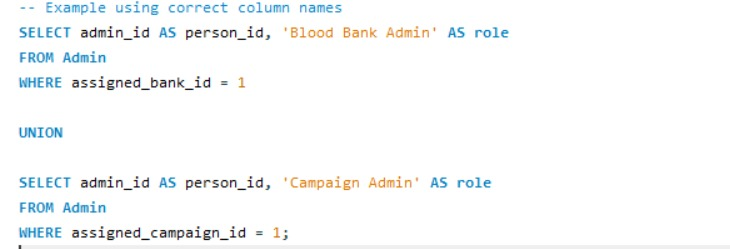 -- Example using correct column names
SELECT admin_id AS person_id, 'Blood Bank Admin' AS role
FROM Admin
WHERE assigned_bank_id = 1
UNION
SELECT admin_id AS person_id, 'Campaign Admin' AS role
FROM Admin
WHERE assigned_campaign_id = 1;